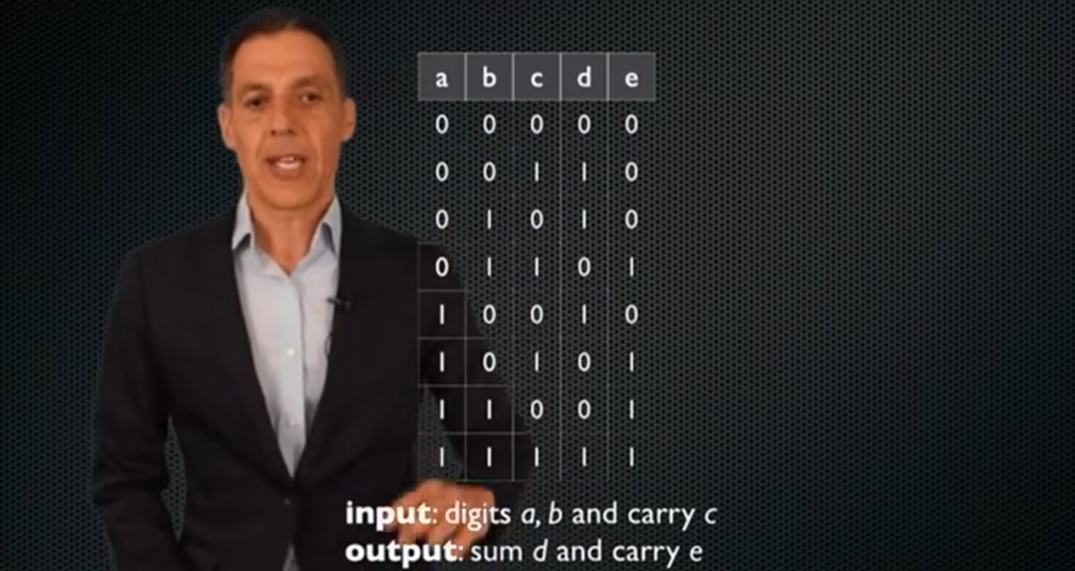 a b c d e
0 0 0 0 0
0 0 1 1 0
0 1 0 1 0
0 1 1 0 1
1 0 0 1 0
1 0 1 0 1
1 1 0 0 1
1 1 1 1 1
input: digits a, b and carry c
output: sum d and carry e